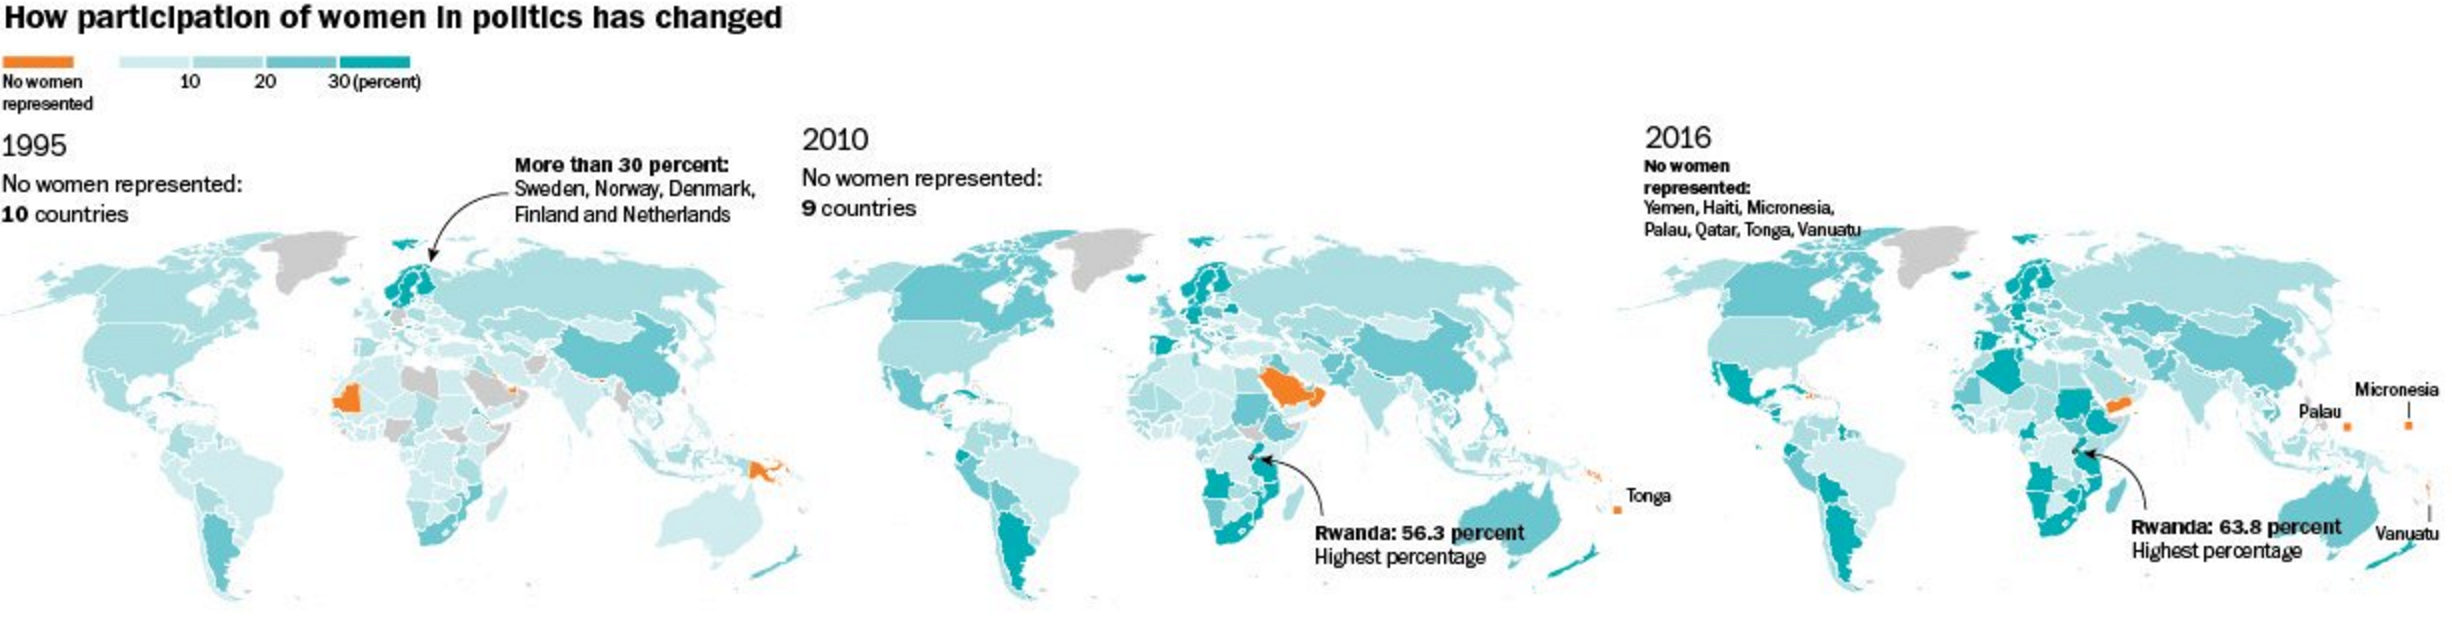 How participation of women in politics has changed
No women
represented
10
20
30 (percent)
1995
No women represented:
10 countries
More than 30 percent:
Sweden, Norway, Denmark,
Finland and Netherlands
2010
No women represented:
9 countries
Rwanda: 56.3 percent
Highest percentage
Tonga
2016
No women
represented:
Yemen, Haiti, Micronesia,
Palau, Qatar, Tonga, Vanuatu
Micronesia
Palau
Rwanda: 63.8 percent
Highest percentage
Vanuatu